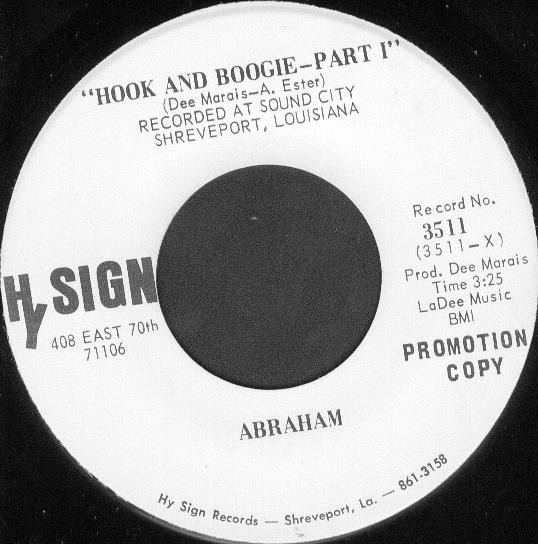 "HOOK AND BOOGIE—PART I"
(Dee Marais—A. Ester)
RECORDED AT SOUND CITY
SHREVEPORT, LOUISIANA
Hy SIGN
408 EAST 70th
71106
Record No.
3511
(3511-X)
Prod. Dee Marais
Time 3:25
LaDee Music
BMI
PROMOTION
COPY
ABRAHAM
Hy Sign Records — Shreveport, La. — 861-3158